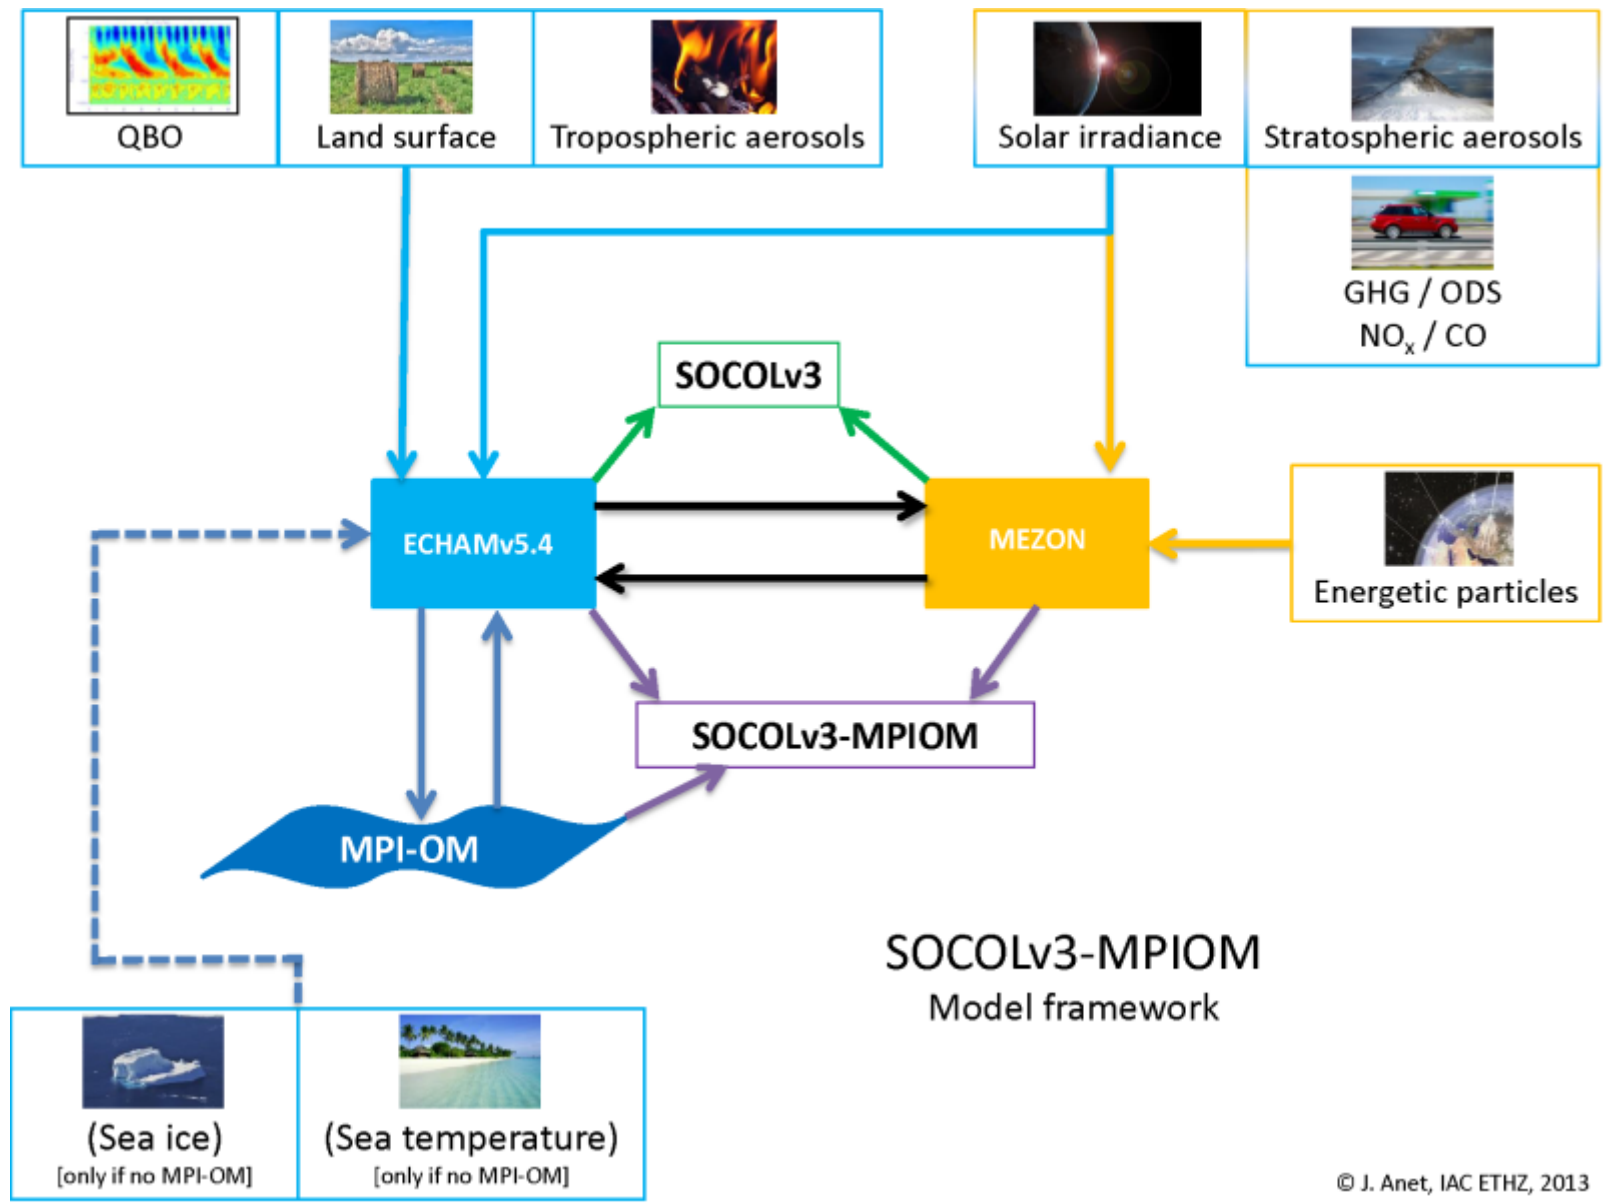 QBO
Land surface
Tropospheric aerosols
Solar irradiance
Stratospheric aerosols
GHG / ODS
NOx / CO
SOCOLv3
ECHAMv5.4
MEZON
Energetic particles
SOCOLv3-MPIOM
MPI-OM
SOCOLv3-MPIOM
Model framework
(Sea ice)
[only if no MPI-OM]
(Sea temperature)
[only if no MPI-OM]
© J. Anet, IAC ETHZ, 2013